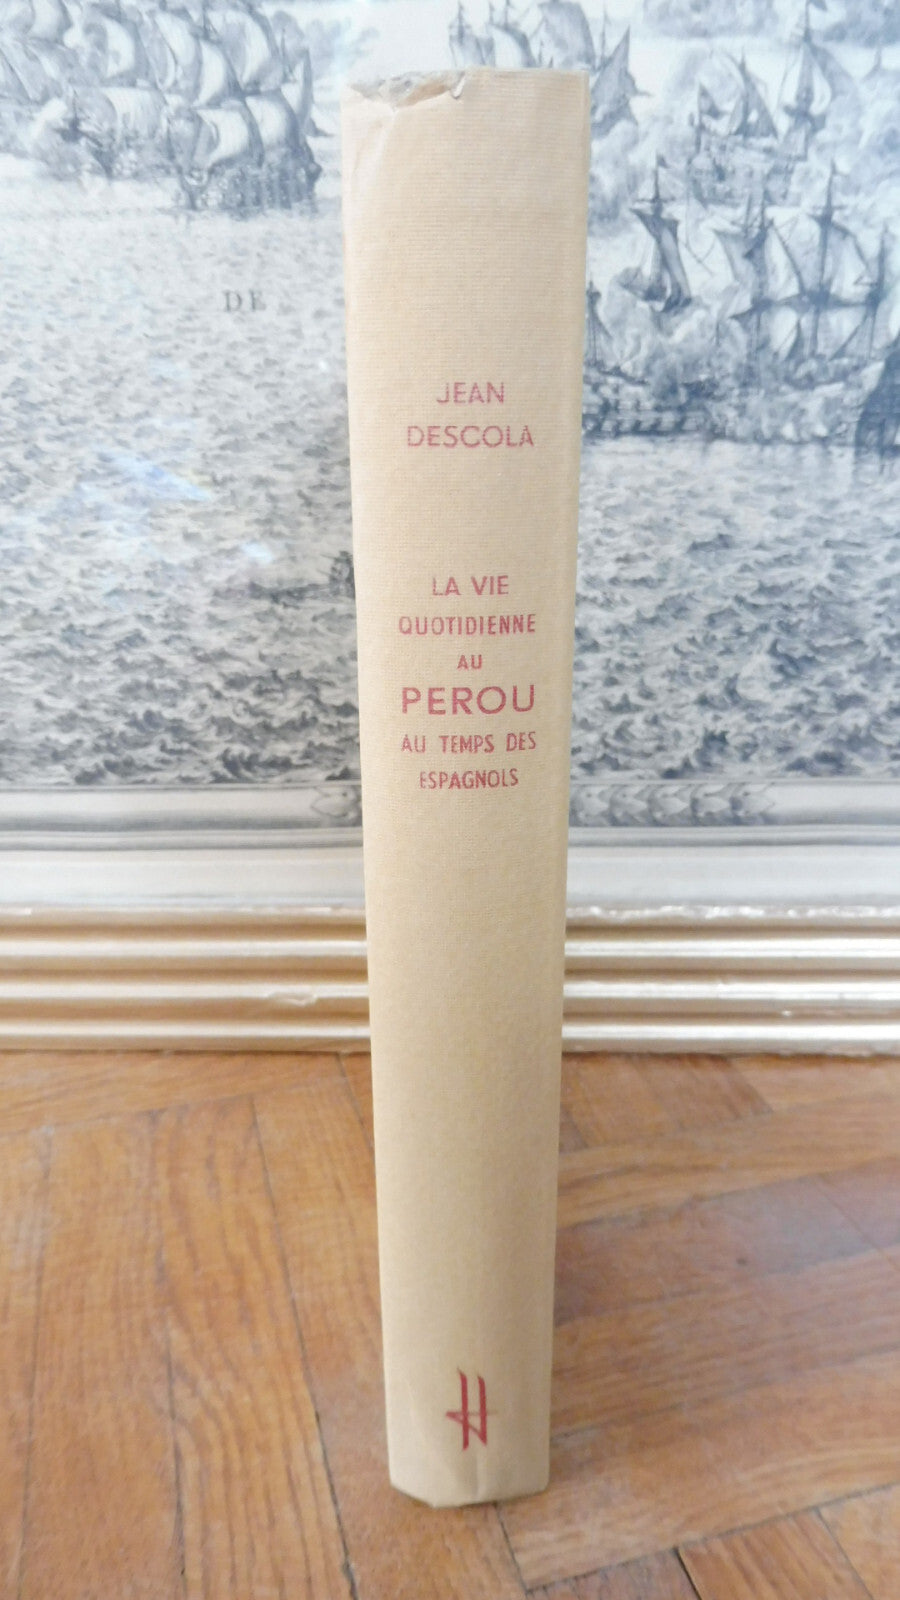 DE
JEAN
DESCOLA
LA VIE
QUOTIDIENNE
AU
PEROU
AU TEMPS DES
ESPAGNOLS
H